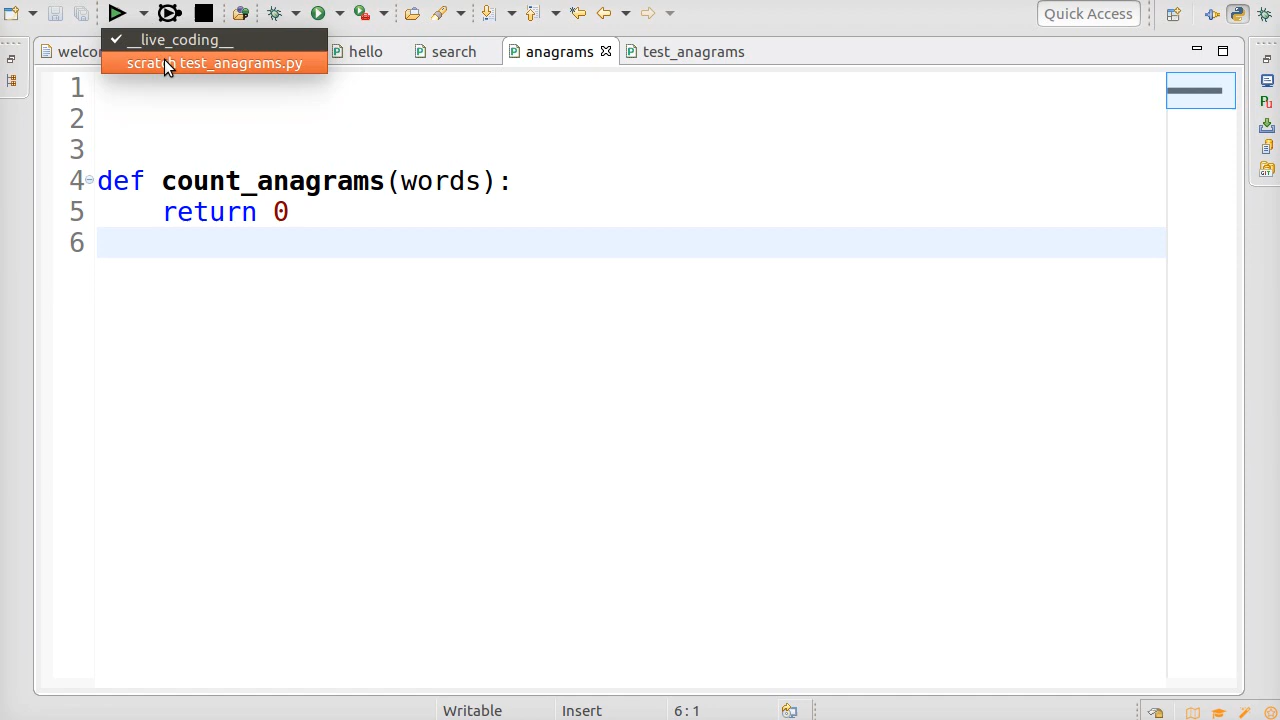 Quick Access
__live_coding__
scratch test_anagrams.py
hello
search
anagrams
test_anagrams
1
2
3
4 def count_anagrams(words):
5 return 0
6
Writable
Insert
6 : 1